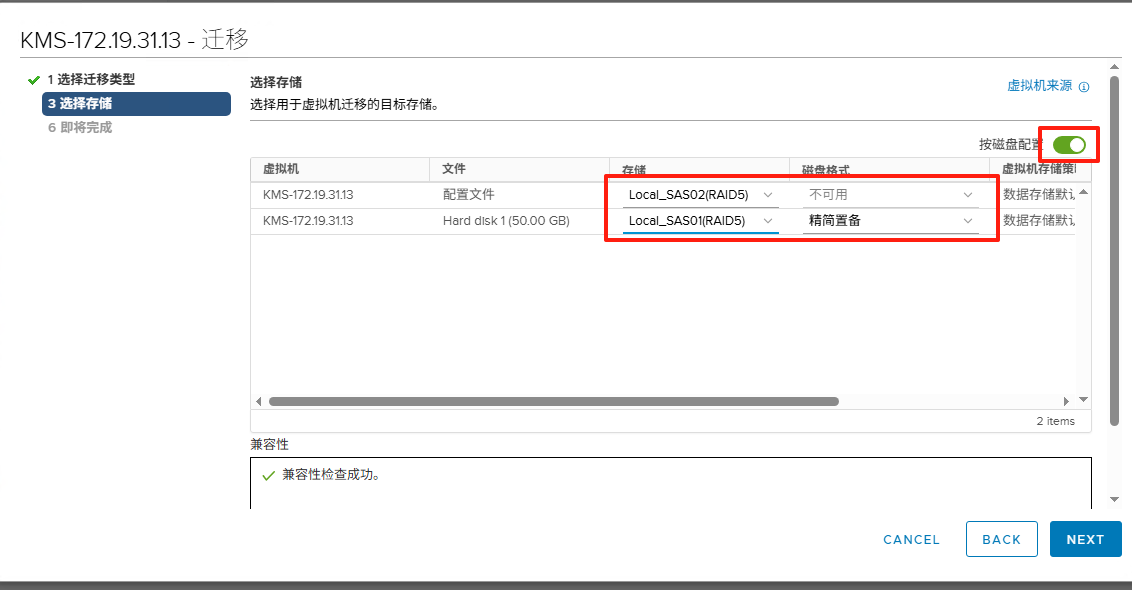 KMS-172.19.31.13 - 迁移
1 选择迁移类型
3 选择存储
6 即将完成
选择存储
虚拟机来源
选择用于虚拟机迁移的目标存储。
按磁盘配置
虚拟机 文件 存储 磁盘格式 虚拟机存储策
KMS-172.19.31.13 配置文件 Local_SAS02(RAID5) 不可用 数据存储默认
KMS-172.19.31.13 Hard disk 1 (50.00 GB) Local_SAS01(RAID5) 精简置备 数据存储默认
2 items
兼容性
兼容性检查成功。
CANCEL BACK NEXT